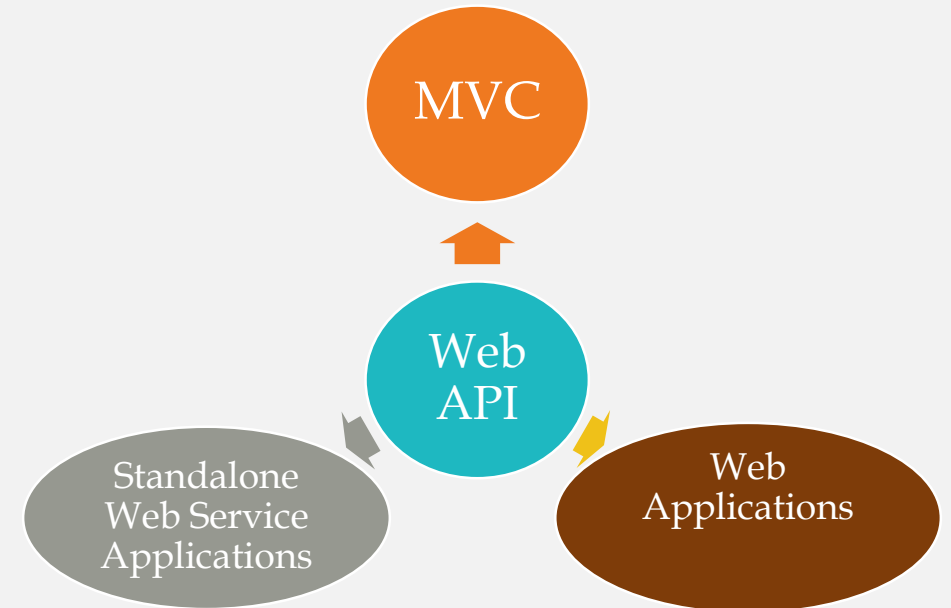 MVC
Web
API
Standalone
Web Service
Applications
Web
Applications